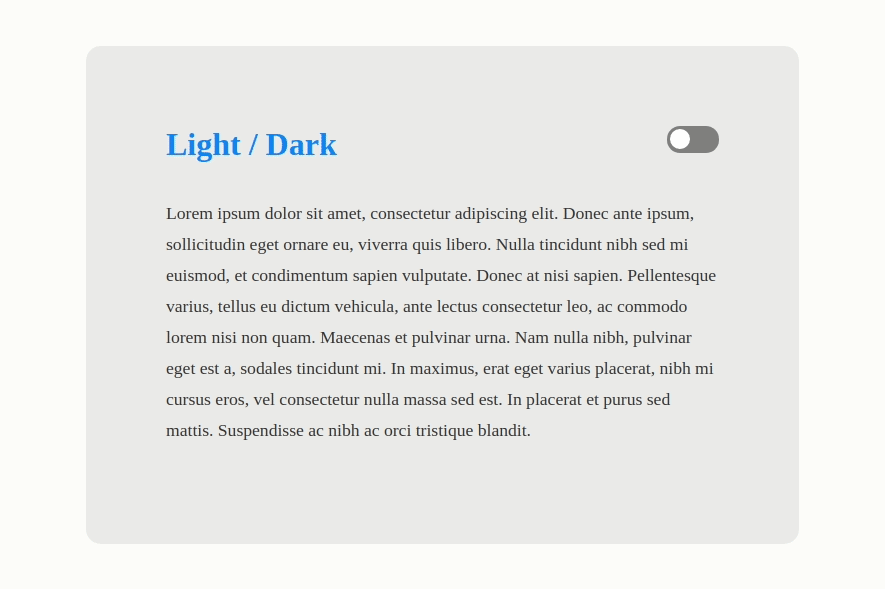 Light / Dark
Lorem ipsum dolor sit amet, consectetur adipiscing elit. Donec ante ipsum,
sollicitudin eget ornare eu, viverra quis libero. Nulla tincidunt nibh sed mi
euismod, et condimentum sapien vulputate. Donec at nisi sapien. Pellentesque
varius, tellus eu dictum vehicula, ante lectus consectetur leo, ac commodo
lorem nisi non quam. Maecenas et pulvinar urna. Nam nulla nibh, pulvinar
eget est a, sodales tincidunt mi. In maximus, erat eget varius placerat, nibh mi
cursus eros, vel consectetur nulla massa sed est. In placerat et purus sed
mattis. Suspendisse ac nibh ac orci tristique blandit.